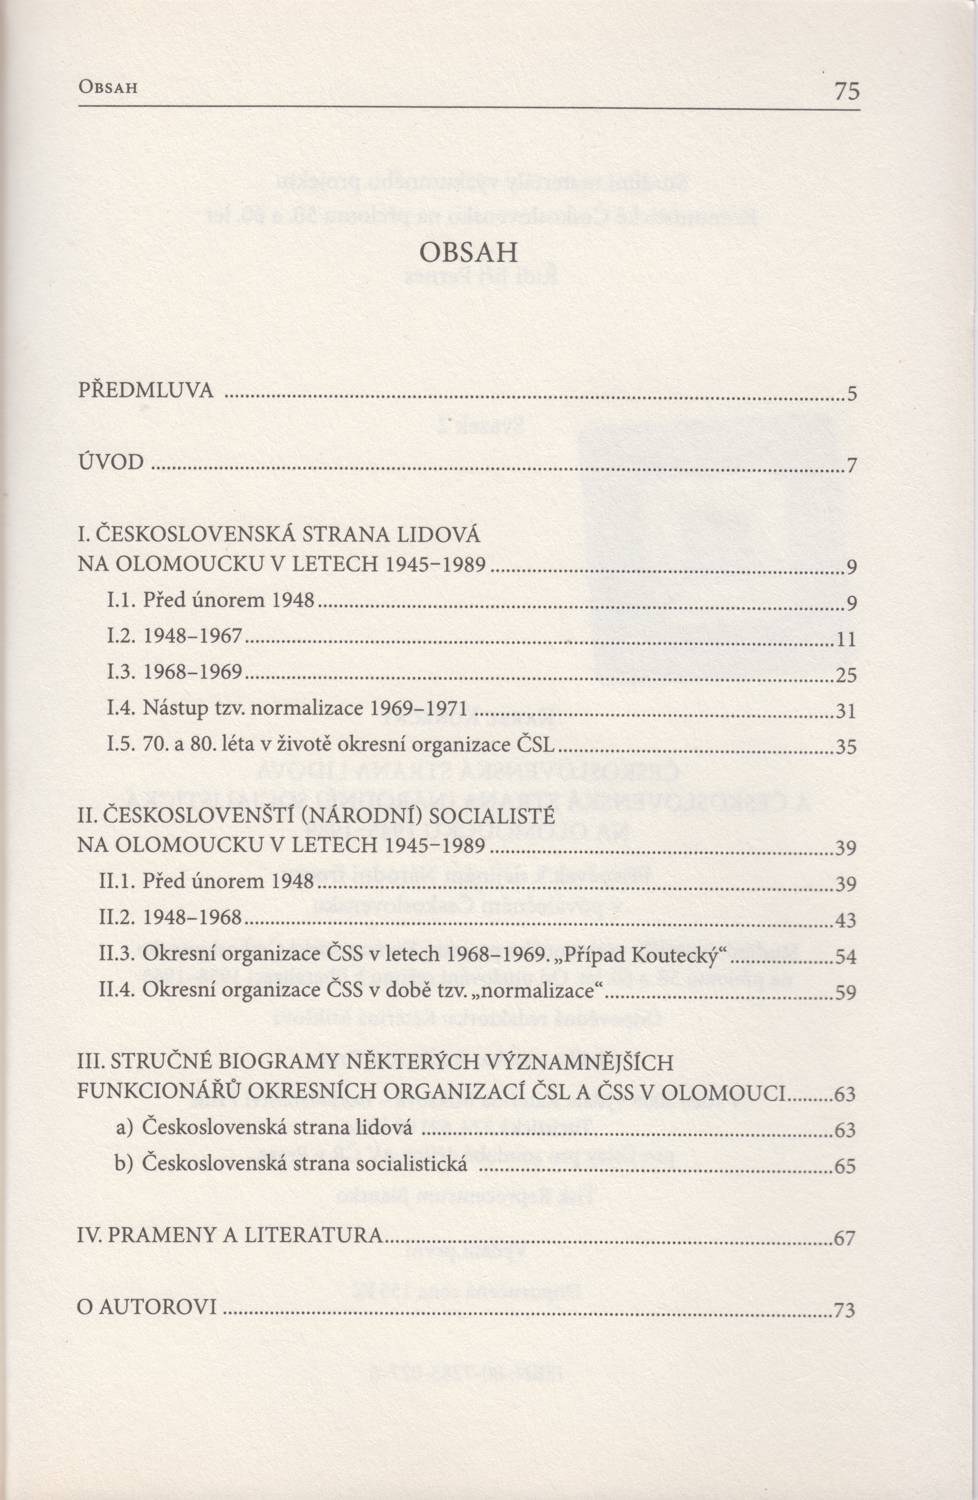 OBSAH 75
OBSAH
PŘEDMLUVA ........ 5
ÚVOD ........ 7
I. ČESKOSLOVENSKÁ STRANA LIDOVÁ
NA OLOMOUCKU V LETECH 1945–1989 ........ 9
I.1. Před únorem 1948 ........ 9
I.2. 1948–1967 ........ 11
I.3. 1968–1969 ........ 25
I.4. Nástup tzv. normalizace 1969–1971 ........ 31
I.5. 70. a 80. léta v životě okresní organizace ČSL ........ 35
II. ČESKOSLOVENŠTÍ (NÁRODNÍ) SOCIALISTÉ
NA OLOMOUCKU V LETECH 1945–1989 ........ 39
II.1. Před únorem 1948 ........ 39
II.2. 1948–1968 ........ 43
II.3. Okresní organizace ČSS v letech 1968–1969. „Případ Koutecký“ ........ 54
II.4. Okresní organizace ČSS v době tzv. „normalizace“ ........ 59
III. STRUČNÉ BIOGRAMY NĚKTERÝCH VÝZNAMNĚJŠÍCH
FUNKCIONÁŘŮ OKRESNÍCH ORGANIZACÍ ČSL A ČSS V OLOMOUCI ........ 63
a) Československá strana lidová ........ 63
b) Československá strana socialistická ........ 65
IV. PRAMENY A LITERATURA ........ 67
O AUTOROVI ........ 73